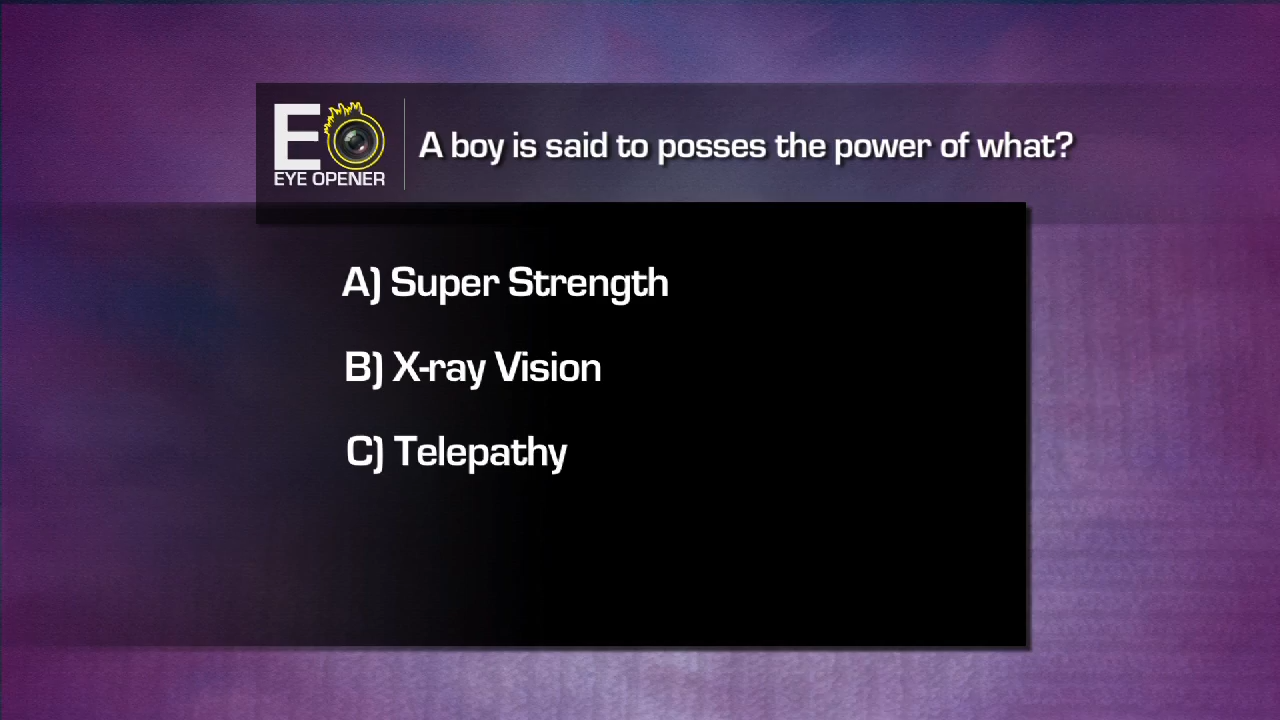 E
EYE OPENER
A boy is said to posses the power of what?
A) Super Strength
B) X-ray Vision
C) Telepathy